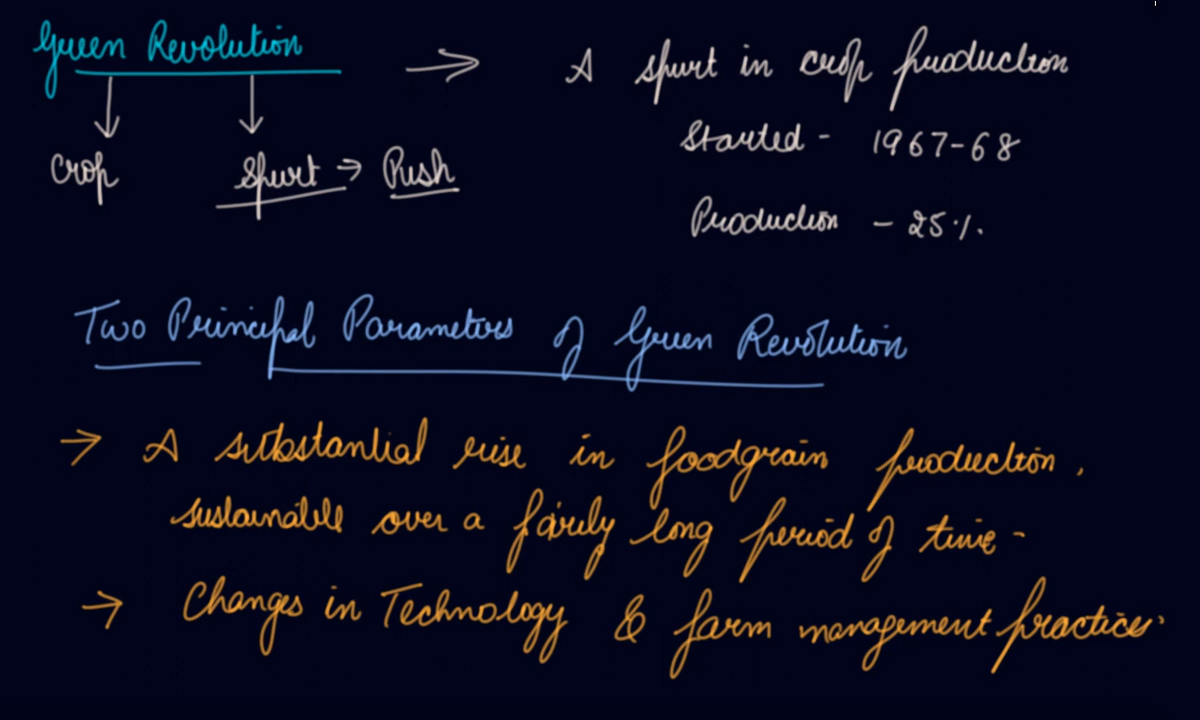 Green Revolution → A spurt in crop production
Started - 1967-68
Crop Spurt → Push
Production - 25%.
Two Principal Parameters of Green Revolution
→ A substantial rise in foodgrain production,
sustainable over a fairly long period of time -
→ Changes in Technology & farm management practices.